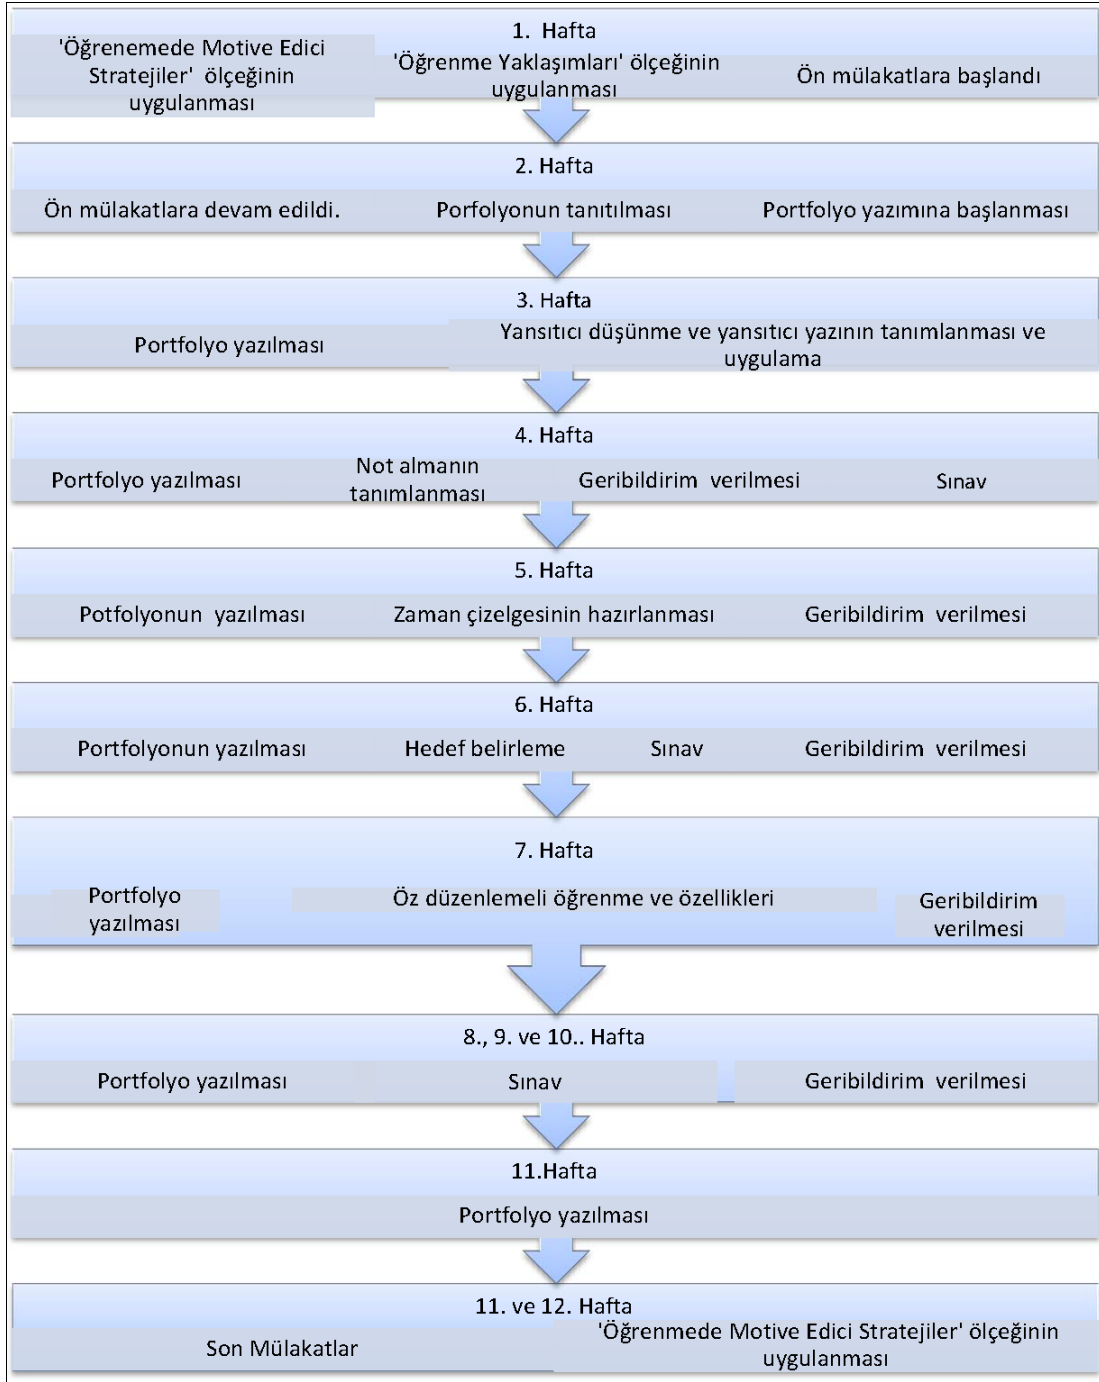 1. Hafta
'Öğrenemede Motive Edici
Stratejiler' ölçeğinin
uygulanması
'Öğrenme Yaklaşımları' ölçeğinin
uygulanması
Ön mülakatlara başlandı
2. Hafta
Ön mülakatlara devam edildi.
Porfolyonun tanıtılması
Portfolyo yazımına başlanması
3. Hafta
Portfolyo yazılması
Yansıtıcı düşünme ve yansıtıcı yazının tanımlanması ve
uygulama
4. Hafta
Portfolyo yazılması
Not almanın
tanımlanması
Geribildirim verilmesi
Sınav
5. Hafta
Potfolyonun yazılması
Zaman çizelgesinin hazırlanması
Geribildirim verilmesi
6. Hafta
Portfolyonun yazılması
Hedef belirleme
Sınav
Geribildirim verilmesi
7. Hafta
Portfolyo
yazılması
Öz düzenlemeli öğrenme ve özellikleri
Geribildirim
verilmesi
8., 9. ve 10.. Hafta
Portfolyo yazılması
Sınav
Geribildirim verilmesi
11.Hafta
Portfolyo yazılması
11. ve 12. Hafta
Son Mülakatlar
'Öğrenmede Motive Edici Stratejiler' ölçeğinin
uygulanması